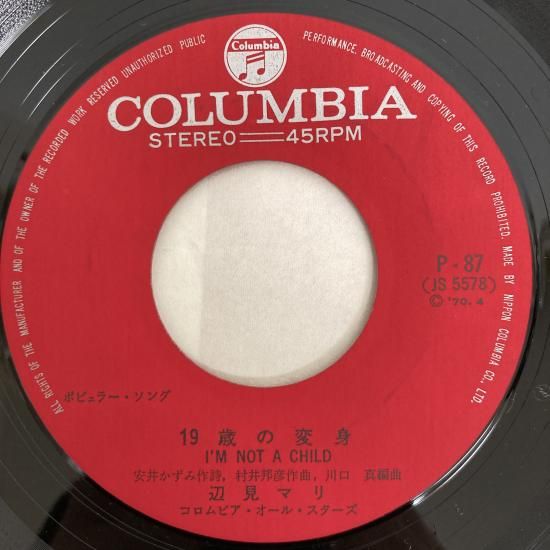 ALL RIGHTS OF THE MANUFACTURER AND OF THE OWNER OF THE RECORDED WORK RESERVED UNAUTHORIZED PUBLIC PERFORMANCE, BROADCASTING AND COPYING OF THIS RECORD PROHIBITED. MADE BY NIPPON COLUMBIA CO., LTD.
Columbia
COLUMBIA
STEREO 45RPM
P-87
(JS 5578)
© '70.4
ポピュラー・ソング
19歳の変身
I'M NOT A CHILD
安井かずみ作詩, 村井邦彦作曲, 川口 真編曲
辺見マリ
コロムビア・オール・スターズ